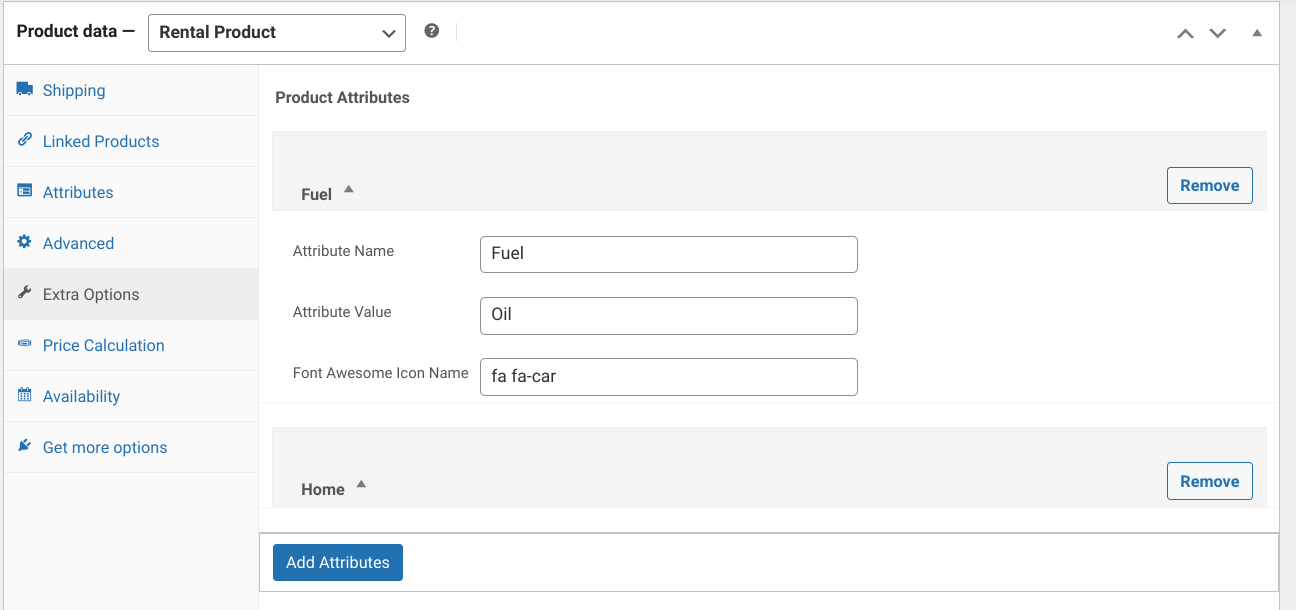 Product data — Rental Product
Shipping
Linked Products
Attributes
Advanced
Extra Options
Price Calculation
Availability
Get more options
Product Attributes
Fuel
Remove
Attribute Name Fuel
Attribute Value Oil
Font Awesome Icon Name fa fa-car
Home
Remove
Add Attributes